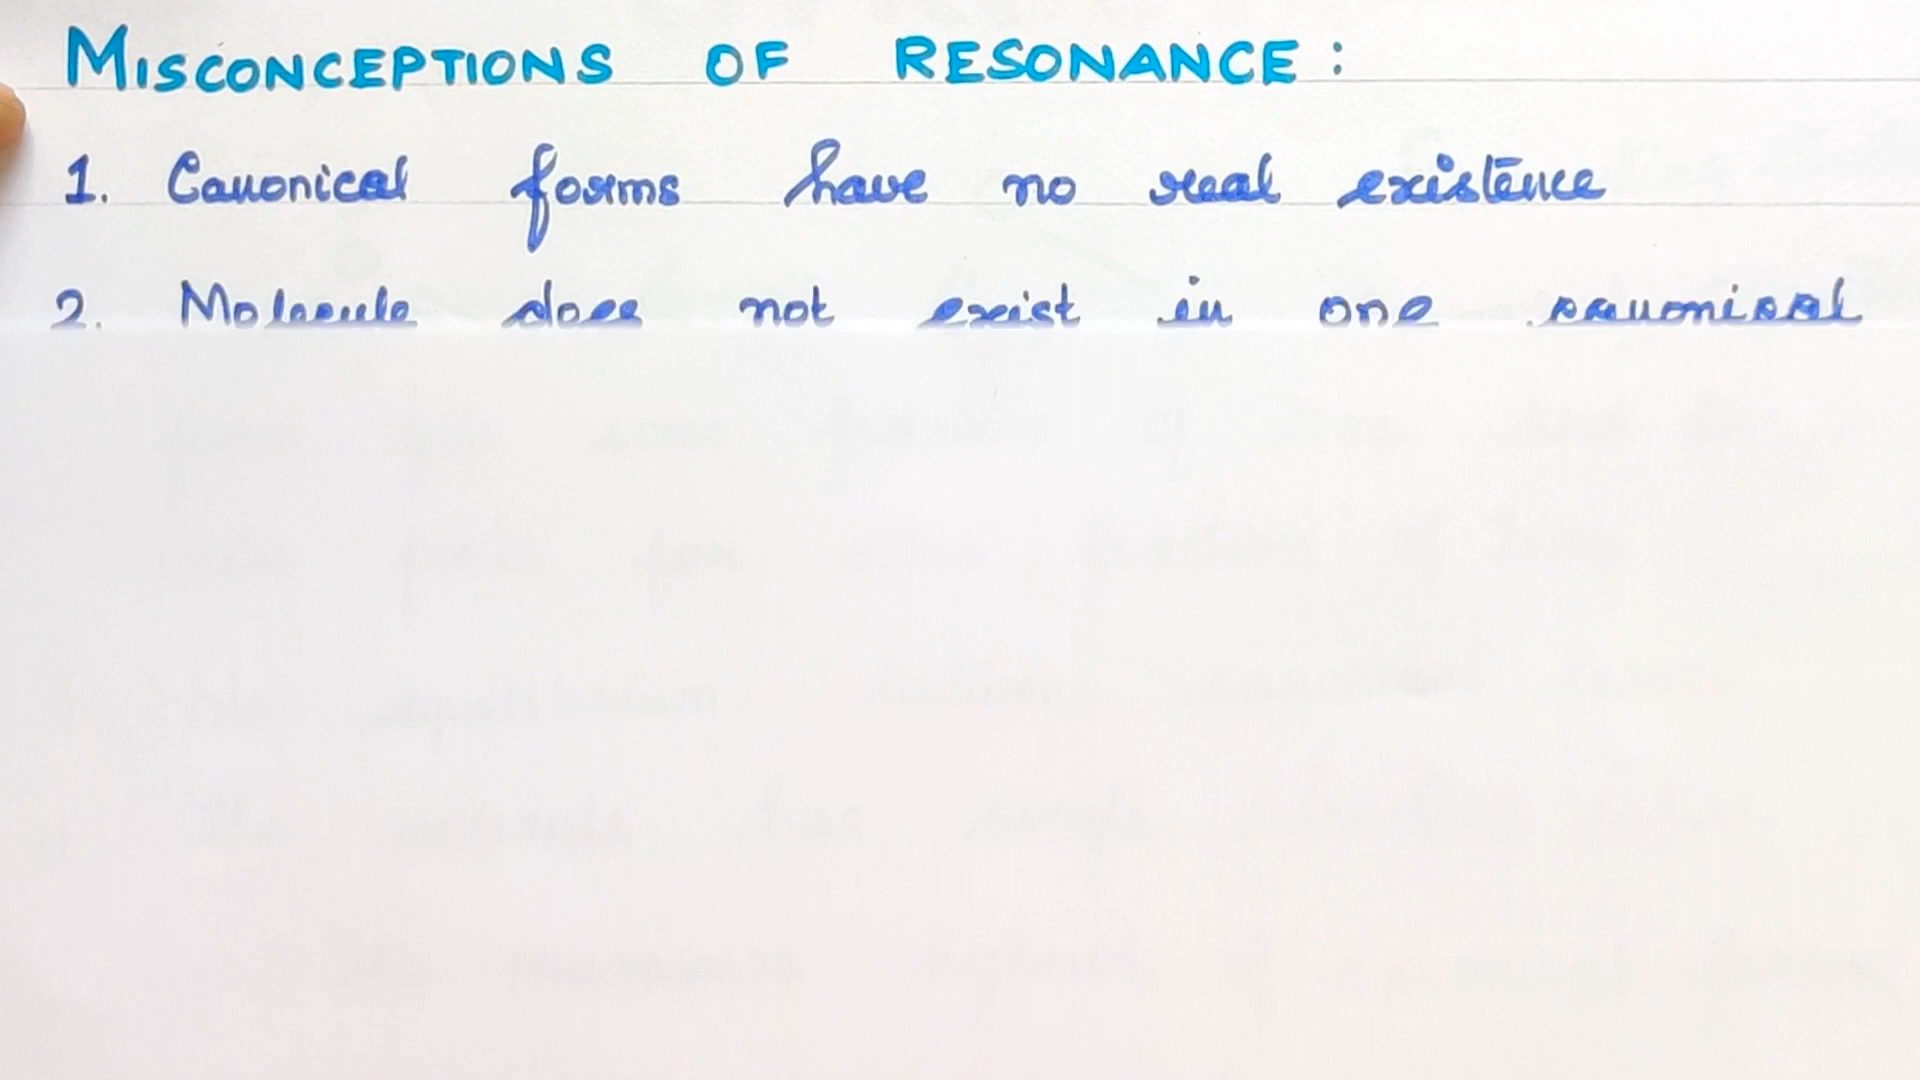 MISCONCEPTIONS OF RESONANCE:
1. Canonical forms have no real existence
2. Molecule does not exist in one canonical